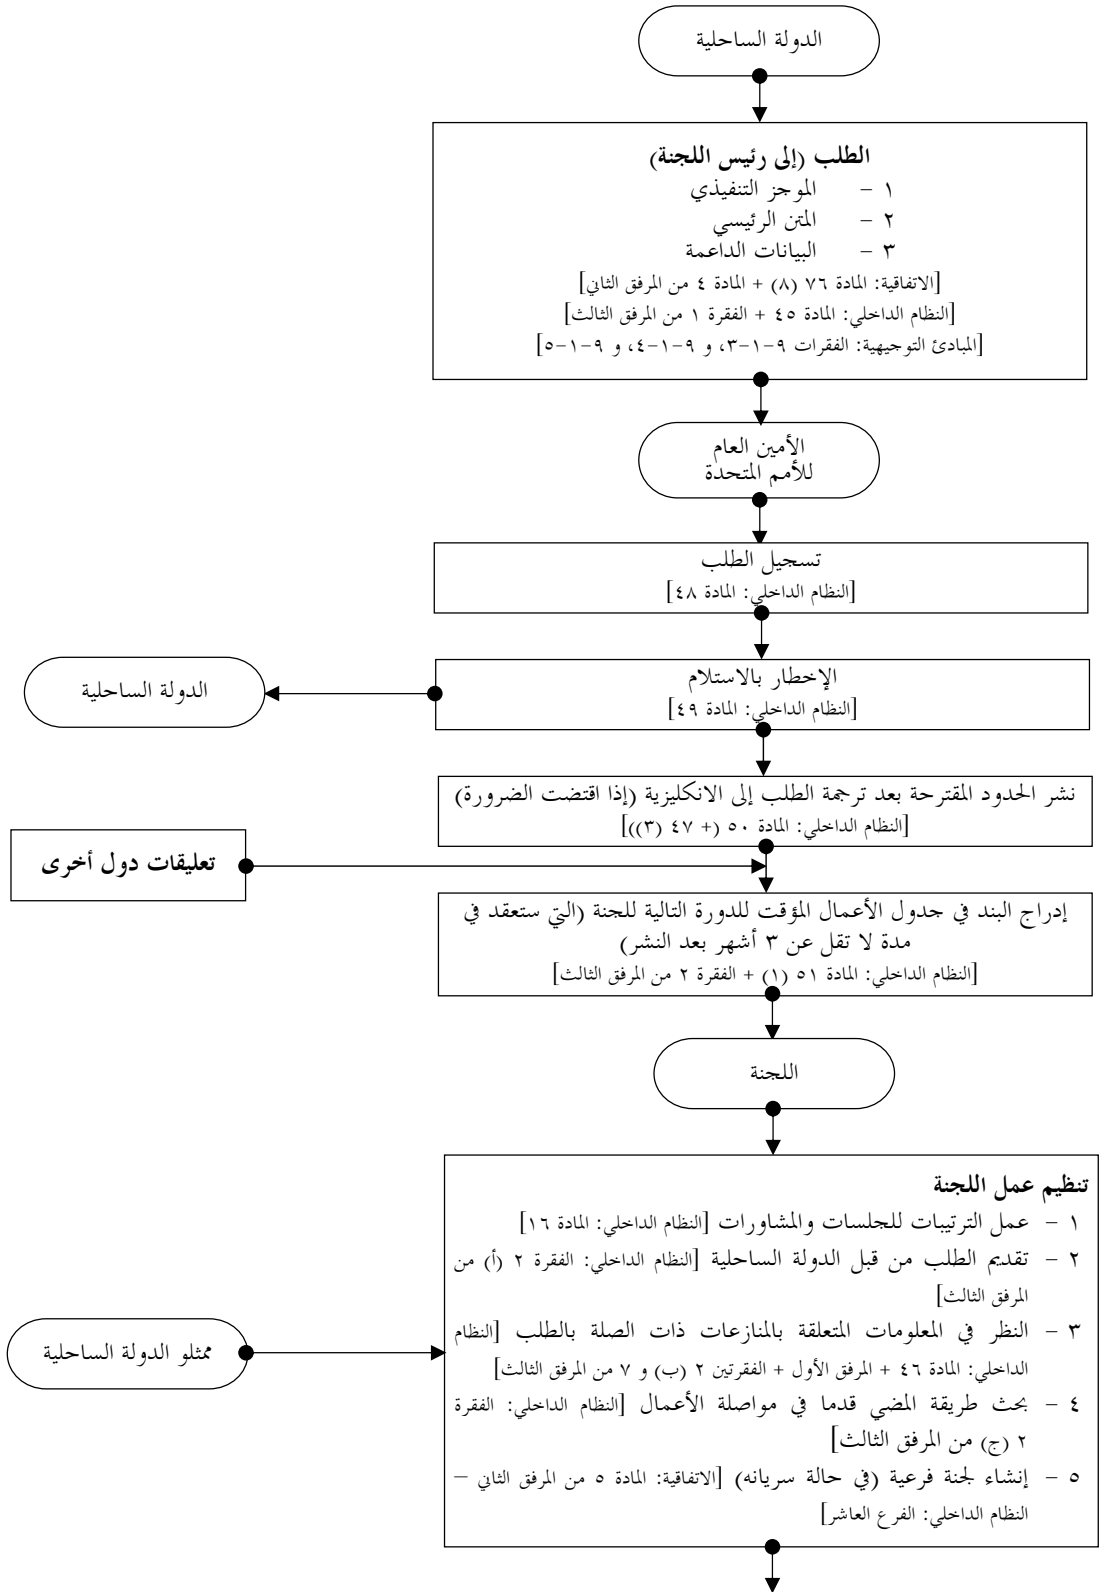 الدولة الساحلية
الطلب (إلى رئيس اللجنة)
١ - الموجز التنفيذي
٢ - المتن الرئيسي
٣ - البيانات الداعمة
[الاتفاقية: المادة ٧٦ (٨) + المادة ٤ من المرفق الثاني]
[النظام الداخلي: المادة ٤٥ + الفقرة ١ من المرفق الثالث]
[المبادئ التوجيهية: الفقرات ٩-١-٣، و ٩-١-٤، و ٩-١-٥]
الأمين العام
للأمم المتحدة
تسجيل الطلب
[النظام الداخلي: المادة ٤٨]
الإخطار بالاستلام
[النظام الداخلي: المادة ٤٩]
الدولة الساحلية
نشر الحدود المقترحة بعد ترجمة الطلب إلى الانكليزية (إذا اقتضت الضرورة)
[النظام الداخلي: المادة ٥٠ (+ ٤٧ (٣))]
تعليقات دول أخرى
إدراج البند في جدول الأعمال المؤقت للدورة التالية للجنة (التي ستعقد في
مدة لا تقل عن ٣ أشهر بعد النشر)
[النظام الداخلي: المادة ٥١ (١) + الفقرة ٢ من المرفق الثالث]
اللجنة
تنظيم عمل اللجنة
١ - عمل الترتيبات للجلسات والمشاورات [النظام الداخلي: المادة ١٦]
٢ - تقديم الطلب من قبل الدولة الساحلية [النظام الداخلي: الفقرة ٢ (أ) من
المرفق الثالث]
٣ - النظر في المعلومات المتعلقة بالمنازعات ذات الصلة بالطلب [النظام
الداخلي: المادة ٤٦ + المرفق الأول + الفقرتين ٢ (ب) و ٧ من المرفق الثالث]
٤ - بحث طريقة المضي قدما في مواصلة الأعمال [النظام الداخلي: الفقرة
٢ (ج) من المرفق الثالث]
٥ - إنشاء لجنة فرعية (في حالة سريانه) [الاتفاقية: المادة ٥ من المرفق الثاني –
النظام الداخلي: الفرع العاشر]
ممثلو الدولة الساحلية